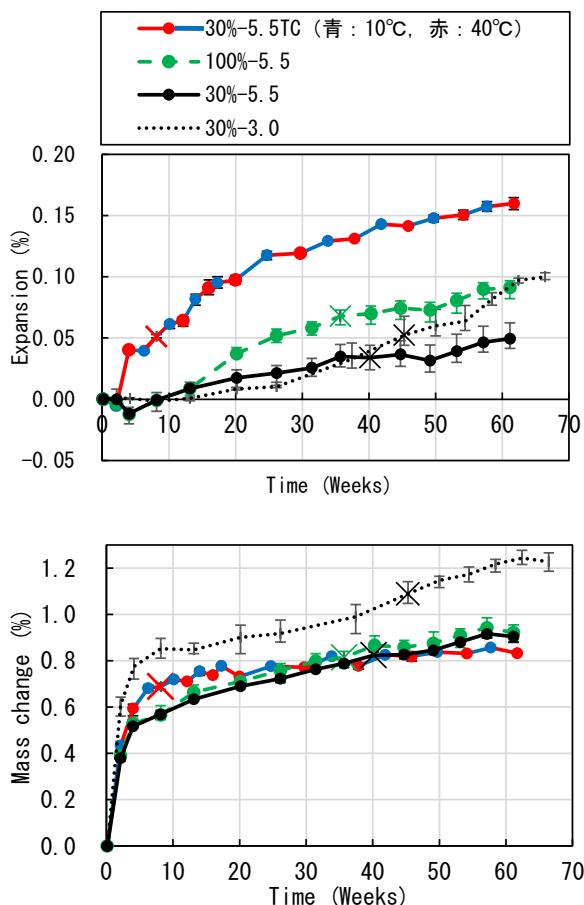 30%-5.5TC (青：10℃, 赤：40℃)
100%-5.5
30%-5.5
30%-3.0
0.20
0.15
0.10
0.05
0.00
-0.05
Expansion (%)
0 10 20 30 40 50 60 70
Time (Weeks)
1.2
1.0
0.8
0.6
0.4
0.2
0.0
Mass change (%)
0 10 20 30 40 50 60 70
Time (Weeks)